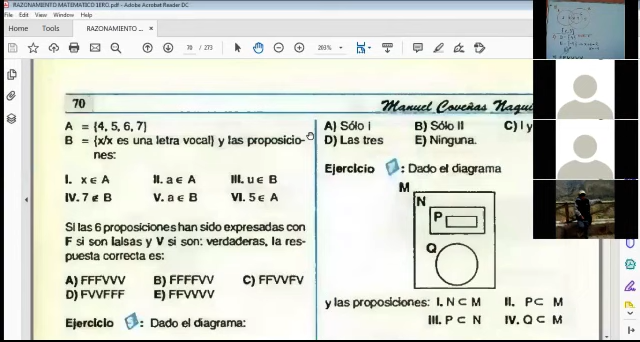 RAZONAMIENTO MATEMATICO 1ERO.pdf - Adobe Acrobat Reader DC
File Edit View Window Help
Home Tools RAZONAMIENTO M ... ×
70 / 273 203%
70 Manuel Coveñas Naqui
A = {4, 5, 6, 7}
B = {x/x es una letra vocal} y las proposicio-
nes:
I. x ∈ A II. a ∈ A III. u ∈ B
IV. 7 ∉ B V. a ∈ B VI. 5 ∈ A
Si las 6 proposiciones han sido expresadas con
F si son falsas y V si son: verdaderas, la res-
puesta correcta es:
A) FFFVVV B) FFFFVV C) FFVVFV
D) FVVFFF E) FFVVVV
Ejercicio : Dado el diagrama:
A) Sólo I B) Sólo II C) I y
D) Las tres E) Ninguna.
Ejercicio : Dado el diagrama
M
N
P
Q
y las proposiciones: I. N ⊂ M II. P ⊂ M
III. P ⊂ N IV. Q ⊂ M